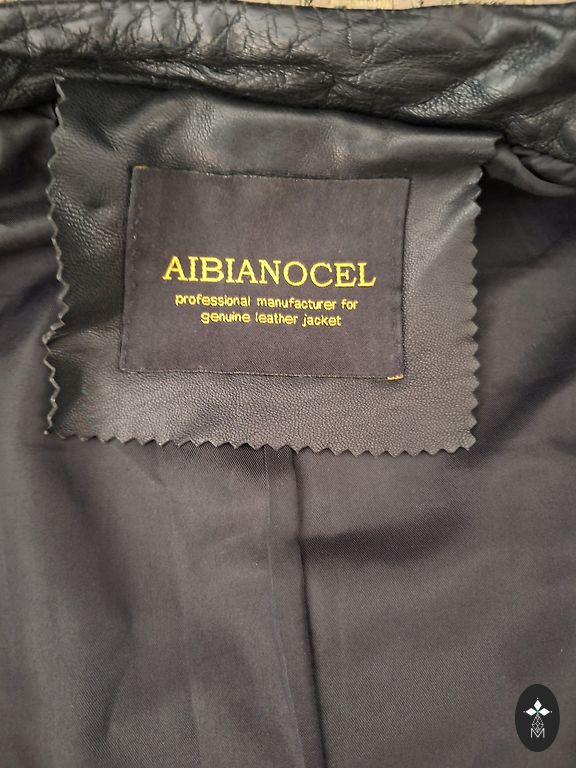 AIBIANOCEL
professional manufacturer for
genuine leather jacket
M